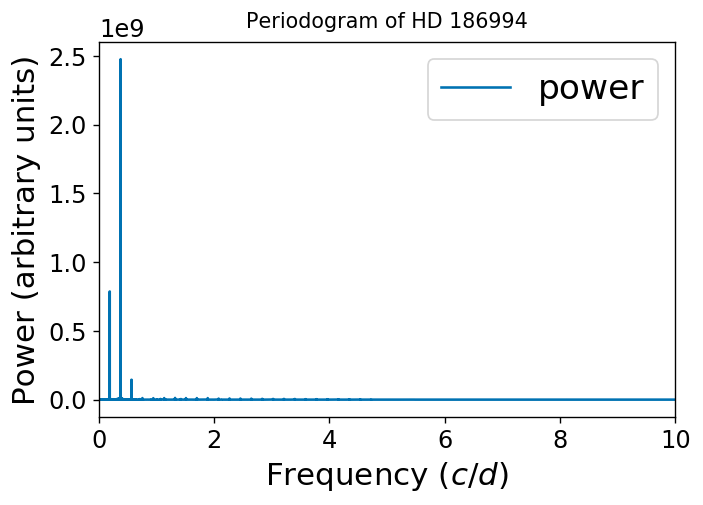 Periodogram of HD 186994
1e9
power
2.5
2.0
1.5
1.0
0.5
0.0
Power (arbitrary units)
0 2 4 6 8 10
Frequency (c/d)